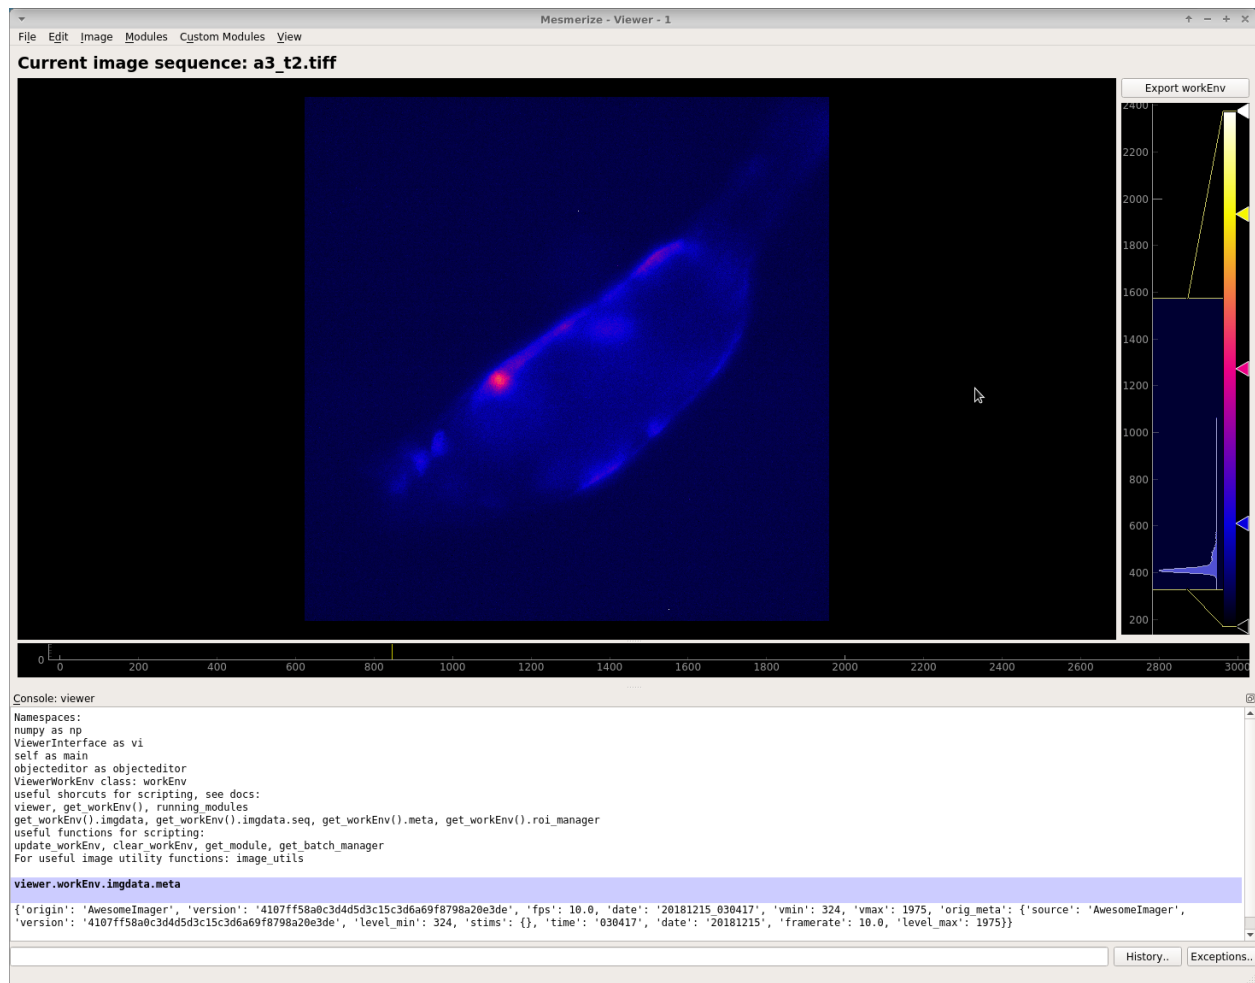 Mesmerize - Viewer - 1
File Edit Image Modules Custom Modules View
Current image sequence: a3_t2.tiff
Export workEnv
2400
2200
2000
1800
1600
1400
1200
1000
800
600
400
200
0
0 200 400 600 800 1000 1200 1400 1600 1800 2000 2200 2400 2600 2800 3000
Console: viewer
Namespaces:
numpy as np
ViewerInterface as vi
self as main
objecteditor as objecteditor
ViewerWorkEnv class: workEnv
useful shorcuts for scripting, see docs:
viewer, get_workEnv(), running_modules
get_workEnv().imgdata, get_workEnv().imgdata.seq, get_workEnv().meta, get_workEnv().roi_manager
useful functions for scripting:
update_workEnv, clear_workEnv, get_module, get_batch_manager
For useful image utility functions: image_utils
viewer.workEnv.imgdata.meta
{'origin': 'AwesomeImager', 'version': '4107ff58a0c3d4d5d3c15c3d6a69f8798a20e3de', 'fps': 10.0, 'date': '20181215_030417', 'vmin': 324, 'vmax': 1975, 'orig_meta': {'source': 'AwesomeImager',
'version': '4107ff58a0c3d4d5d3c15c3d6a69f8798a20e3de', 'level_min': 324, 'stims': {}, 'time': '030417', 'date': '20181215', 'framerate': 10.0, 'level_max': 1975}}
History.. Exceptions..